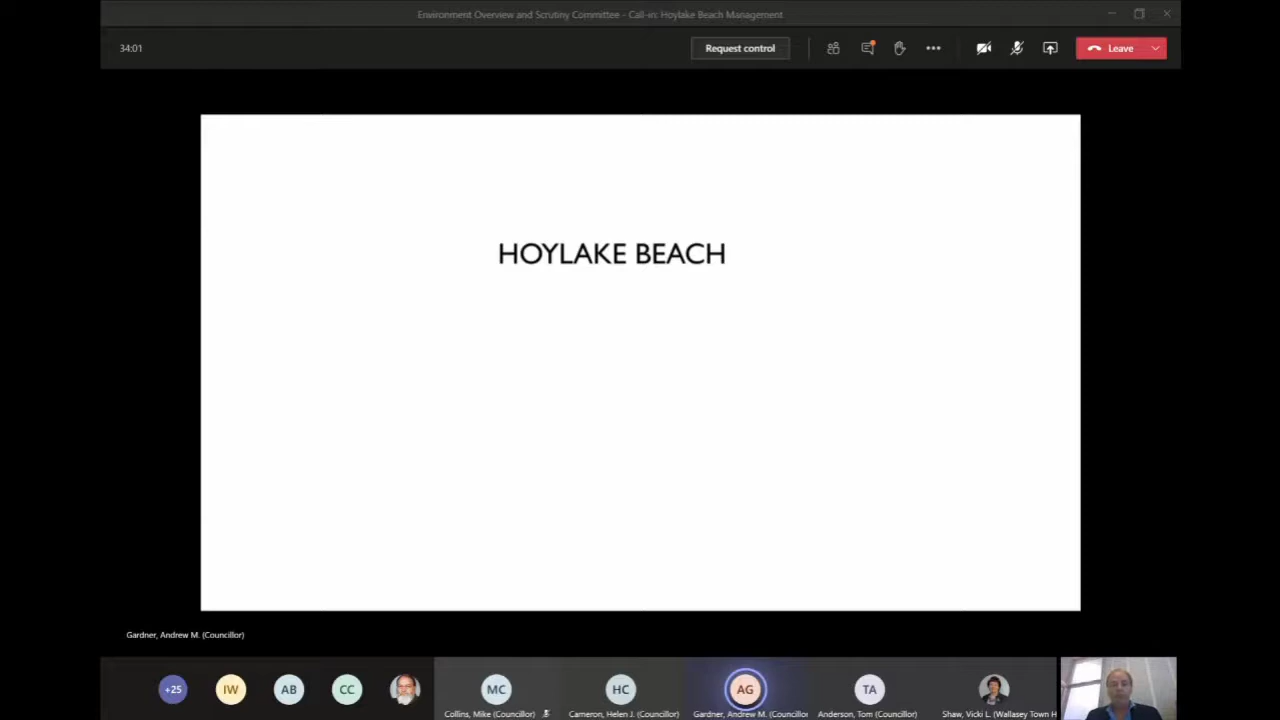 Environment Overview and Scrutiny Committee - Call-in: Hoylake Beach Management
34:01
Request control
Leave
HOYLAKE BEACH
Gardner, Andrew M. (Councillor)
+25
IW
AB
CC
MC
HC
AG
TA
Collins, Mike (Councillor)
Cameron, Helen J. (Councillor)
Gardner, Andrew M. (Councillor
Anderson, Tom (Councillor)
Shaw, Vicki L. (Wallasey Town H